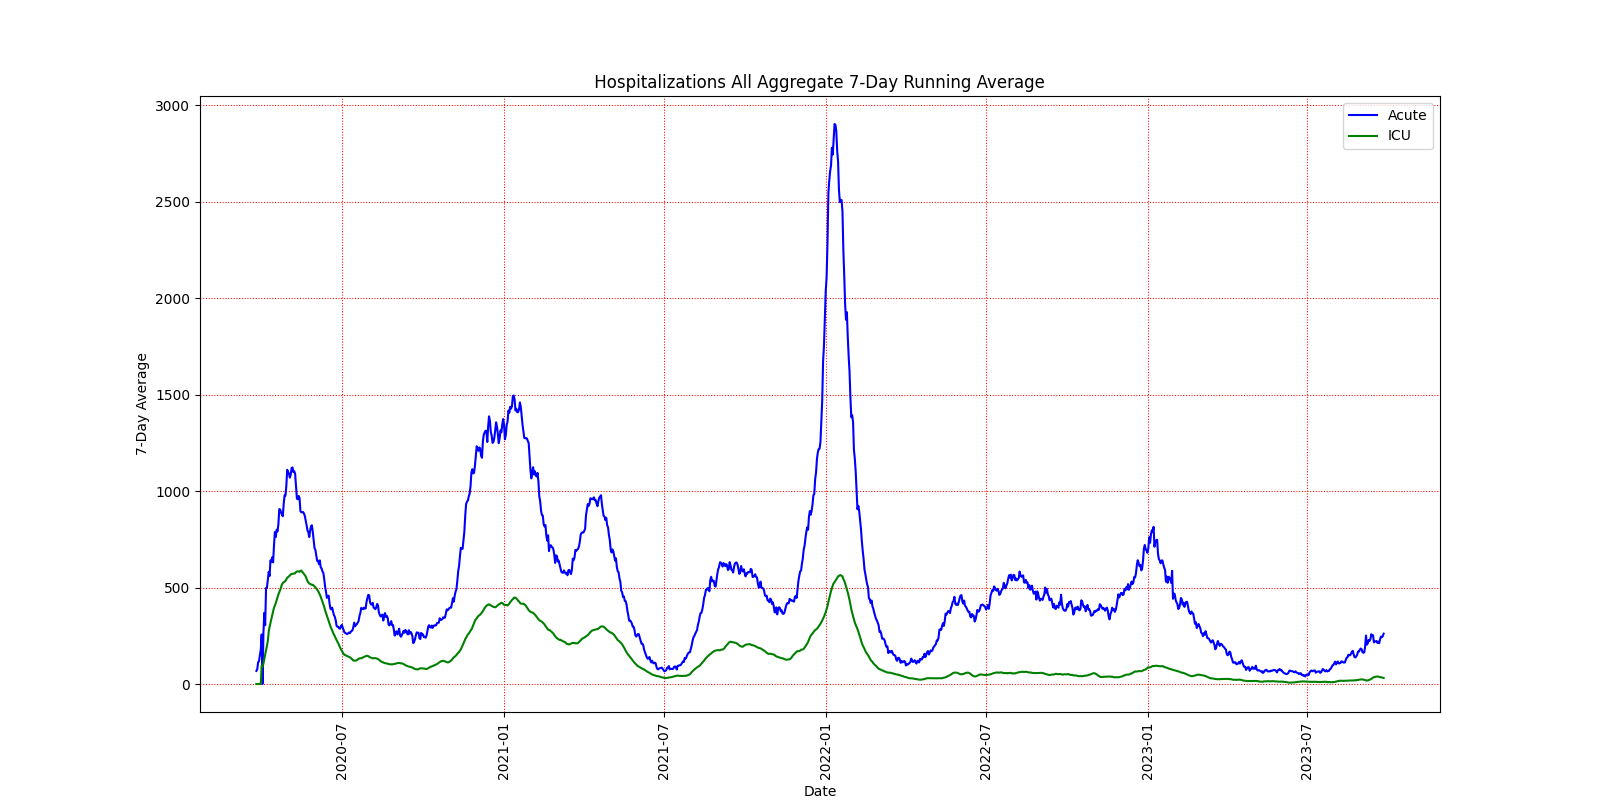 Hospitalizations All Aggregate 7-Day Running Average
Acute
ICU
3000
2500
2000
1500
1000
500
0
7-Day Average
2020-07
2021-01
2021-07
2022-01
2022-07
2023-01
2023-07
Date